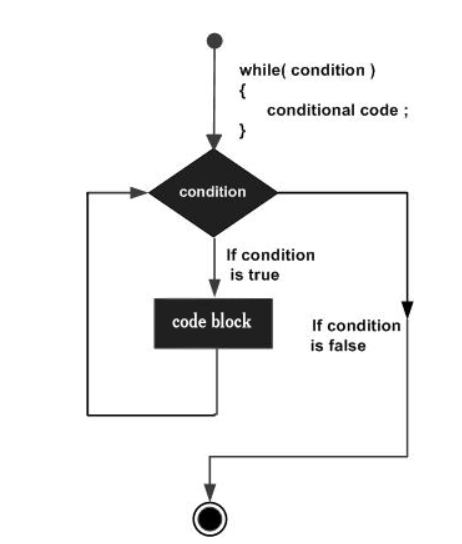 while( condition )
{
conditional code ;
}
condition
If condition
is true
code block
If condition
is false